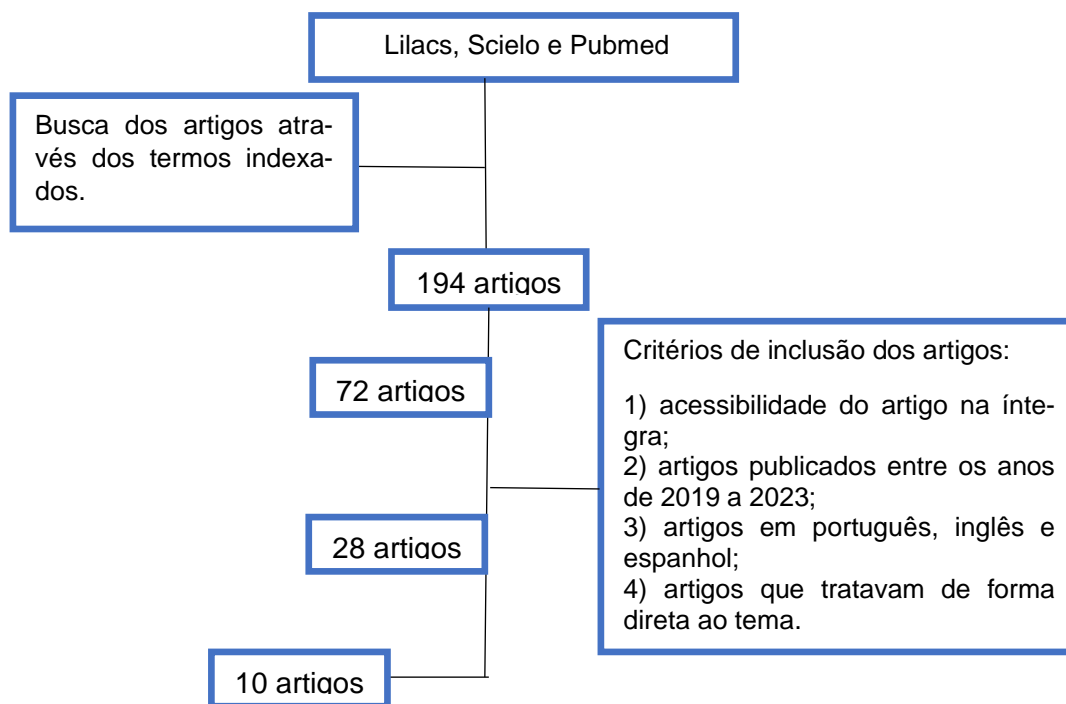 Lilacs, Scielo e Pubmed
Busca dos artigos atra-
vés dos termos indexa-
dos.
194 artigos
72 artigos
Critérios de inclusão dos artigos:
1) acessibilidade do artigo na ínte-
gra;
2) artigos publicados entre os anos
de 2019 a 2023;
3) artigos em português, inglês e
espanhol;
4) artigos que tratavam de forma
direta ao tema.
28 artigos
10 artigos